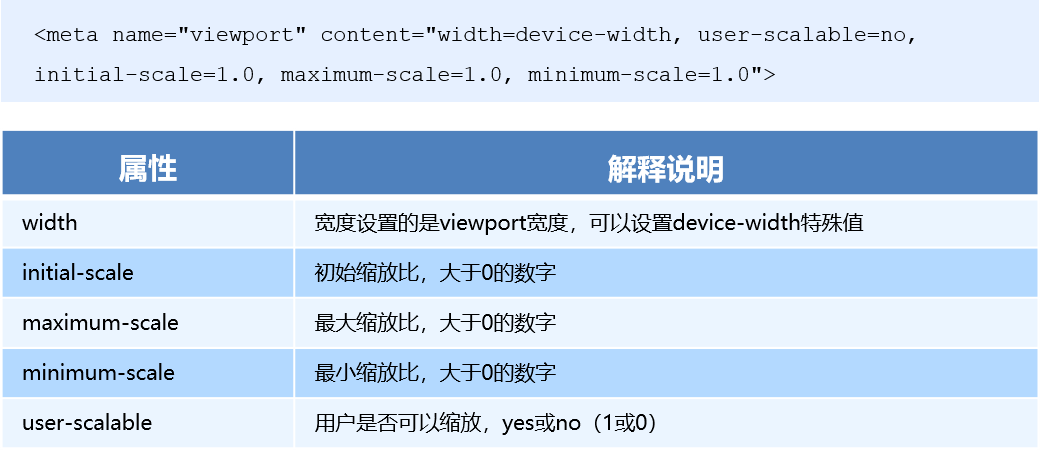 <meta name="viewport" content="width=device-width, user-scalable=no,
initial-scale=1.0, maximum-scale=1.0, minimum-scale=1.0">
属性 解释说明
width 宽度设置的是viewport宽度，可以设置device-width特殊值
initial-scale 初始缩放比，大于0的数字
maximum-scale 最大缩放比，大于0的数字
minimum-scale 最小缩放比，大于0的数字
user-scalable 用户是否可以缩放，yes或no（1或0）